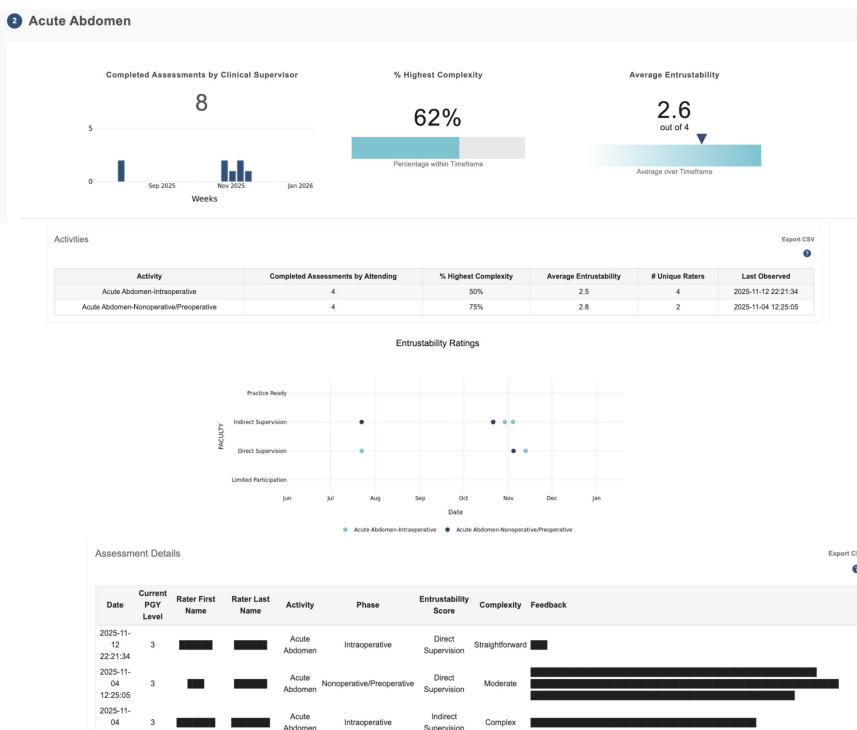 2 Acute Abdomen
Completed Assessments by Clinical Supervisor
8
5
0
Sep 2025 Nov 2025 Jan 2026
Weeks
% Highest Complexity
62%
Percentage within Timeframe
Average Entrustability
2.6
out of 4
Average over Timeframe
Activities Export CSV
?
Activity Completed Assessments by Attending % Highest Complexity Average Entrustability # Unique Raters Last Observed
Acute Abdomen-Intraoperative 4 50% 2.5 4 2025-11-12 22:21:34
Acute Abdomen-Nonoperative/Preoperative 4 75% 2.8 2 2025-11-04 12:25:05
Entrustability Ratings
Practice Ready
Indirect Supervision
Direct Supervision
Limited Participation
FACULTY
Jun Jul Aug Sep Oct Nov Dec Jan
Date
Acute Abdomen-Intraoperative Acute Abdomen-Nonoperative/Preoperative
Assessment Details Export CS
Date Current PGY Level Rater First Name Rater Last Name Activity Phase Entrustability Score Complexity Feedback
2025-11-12 22:21:34 3 Acute Abdomen Intraoperative Direct Supervision Straightforward
2025-11-04 12:25:05 3 Acute Abdomen Nonoperative/Preoperative Direct Supervision Moderate
2025-11-04 3 Acute Abdomen Intraoperative Indirect Supervision Complex